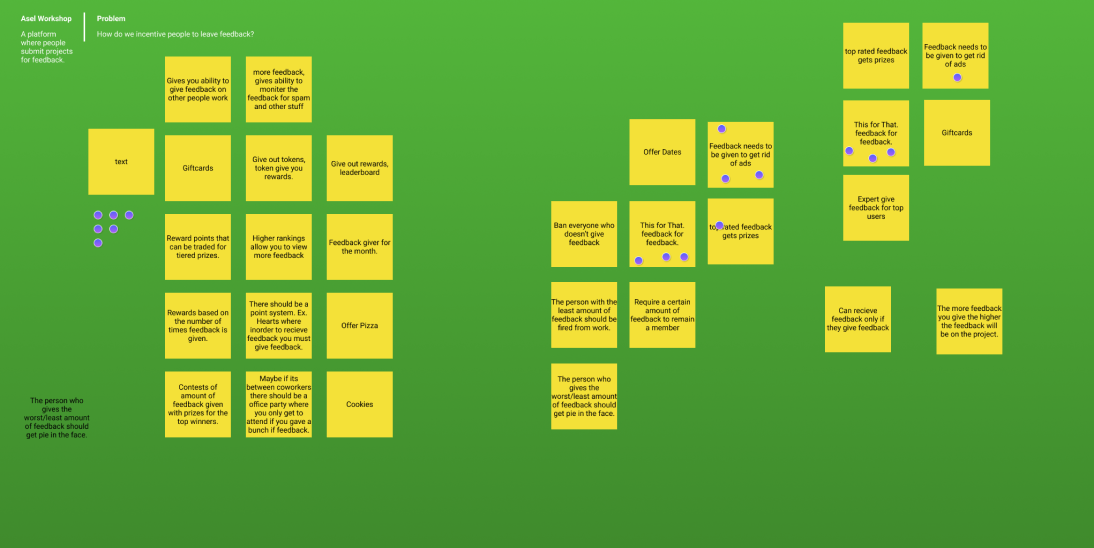 Asel Workshop
A platform
where people
submit projects
for feedback.
Problem
How do we incentive people to leave feedback?
Gives you ability to
give feedback on
other people work
more feedback,
gives ability to
moniter the
feedback for spam
and other stuff
text
Giftcards
Give out tokens,
token give you
rewards.
Give out rewards,
leaderboard
Reward points that
can be traded for
tiered prizes.
Higher rankings
allow you to view
more feedback
Feedback giver for
the month.
Rewards based on
the number of
times feedback is
given.
There should be a
point system. Ex.
Hearts where
inorder to recieve
feedback you must
give feedback.
Offer Pizza
Contests of
amount of
feedback given
with prizes for the
top winners.
Maybe if its
between coworkers
there should be a
office party where
you only get to
attend if you gave a
bunch if feedback.
Cookies
The person who
gives the
worst/least amount
of feedback should
get pie in the face.
Offer Dates
Feedback needs to
be given to get rid
of ads
Ban everyone who
doesn't give
feedback
This for That.
feedback for
feedback.
top rated feedback
gets prizes
The person with the
least amount of
feedback should be
fired from work.
Require a certain
amount of
feedback to remain
a member
The person who
gives the
worst/least amount
of feedback should
get pie in the face.
top rated feedback
gets prizes
Feedback needs to
be given to get rid
of ads
This for That.
feedback for
feedback.
Giftcards
Expert give
feedback for top
users
Can recieve
feedback only if
they give feedback
The more feedback
you give the higher
the feedback will
be on the project.